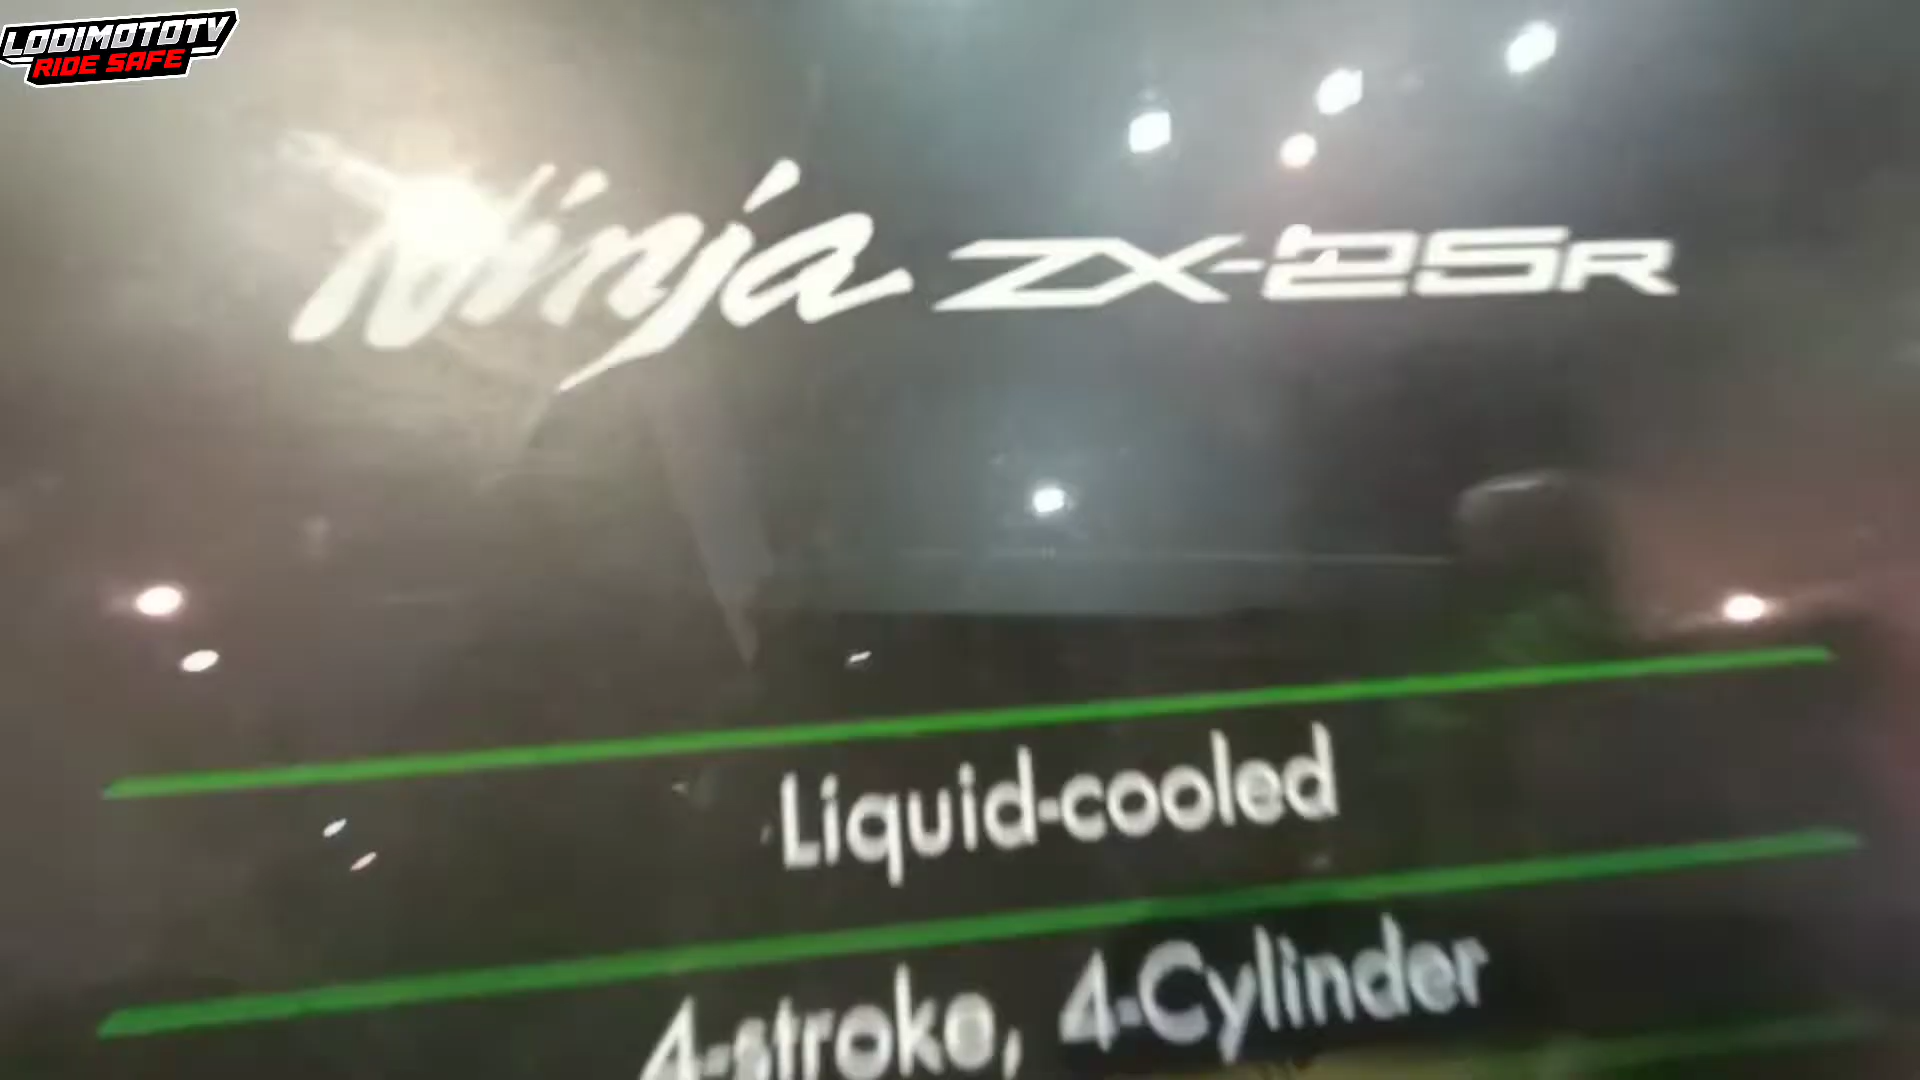 LODIMOTOTV
RIDE SAFE
Ninja ZX-25R
Liquid-cooled
4-stroke, 4-Cylinder